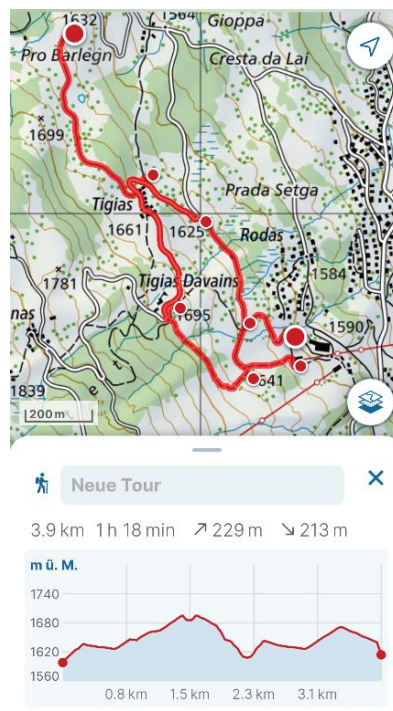 1632
1564
Gioppa
Pro Barlegn
Cresta da Lai
1699
Tigias
Prada Setga
1661
1625
Rodas
1781
Tigias Davains
1584
1695
1590
nas
et
1839
541
200 m
Neue Tour
3.9 km 1 h 18 min ↗ 229 m ↘ 213 m
m ü. M.
1740
1680
1620
1560
0.8 km 1.5 km 2.3 km 3.1 km